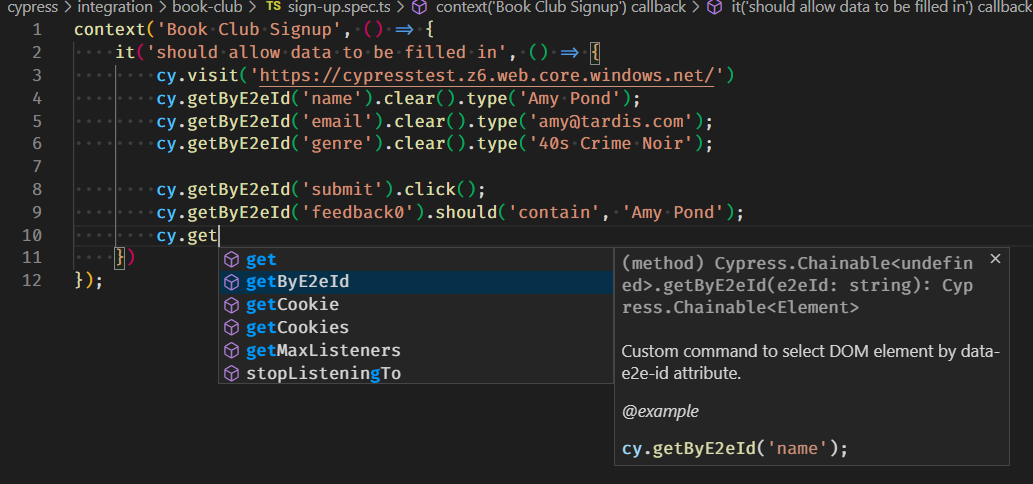 cypress > integration > book-club > TS sign-up.spec.ts > context('Book Club Signup') callback > it('should allow data to be filled in') callback
1 context('Book Club Signup', () => {
2 it('should allow data to be filled in', () => {
3 cy.visit('https://cypresstest.z6.web.core.windows.net/')
4 cy.getByE2eId('name').clear().type('Amy Pond');
5 cy.getByE2eId('email').clear().type('amy@tardis.com');
6 cy.getByE2eId('genre').clear().type('40s Crime Noir');
7
8 cy.getByE2eId('submit').click();
9 cy.getByE2eId('feedback0').should('contain', 'Amy Pond');
10 cy.get
11 })
12 });
get
getByE2eId
getCookie
getCookies
getMaxListeners
stopListeningTo
(method) Cypress.Chainable<undefin
ed>.getByE2eId(e2eId: string): Cyp
ress.Chainable<Element>
Custom command to select DOM element by data-
e2e-id attribute.
@example
cy.getByE2eId('name');